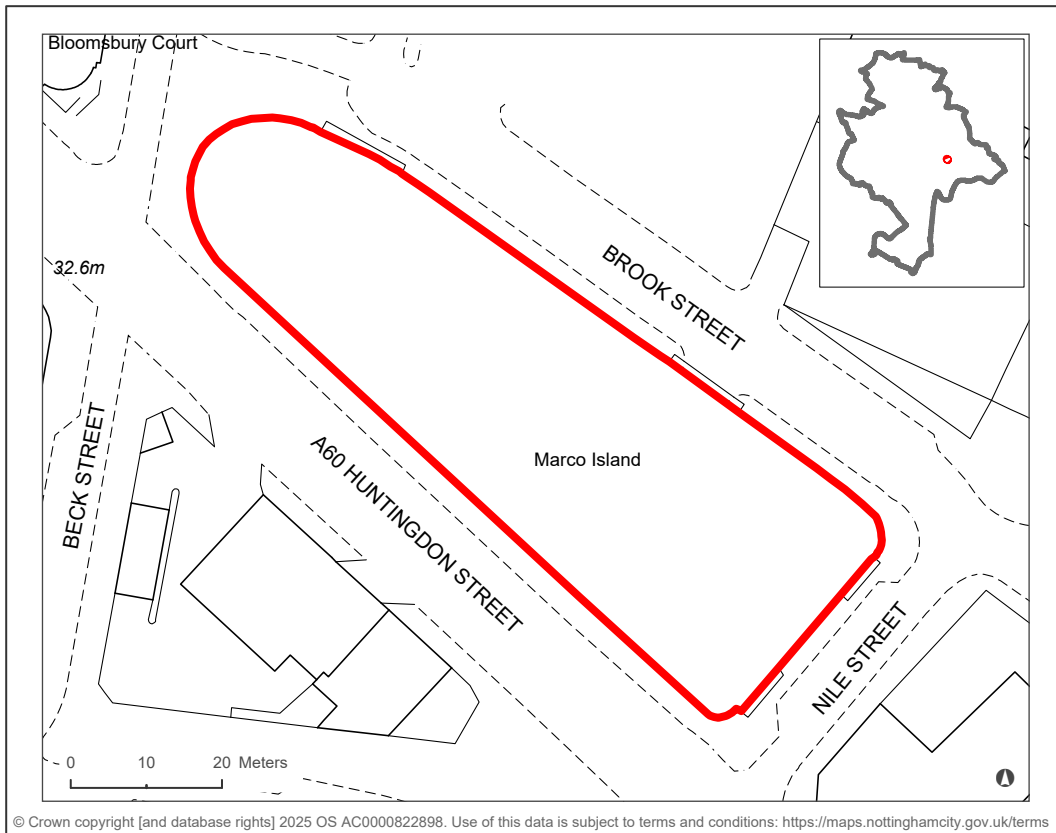 Bloomsbury Court
32.6m
BROOK STREET
BECK STREET
A60 HUNTINGDON STREET
Marco Island
NILE STREET
0 10 20 Meters
© Crown copyright [and database rights] 2025 OS AC0000822898. Use of this data is subject to terms and conditions: https://maps.nottinghamcity.gov.uk/terms